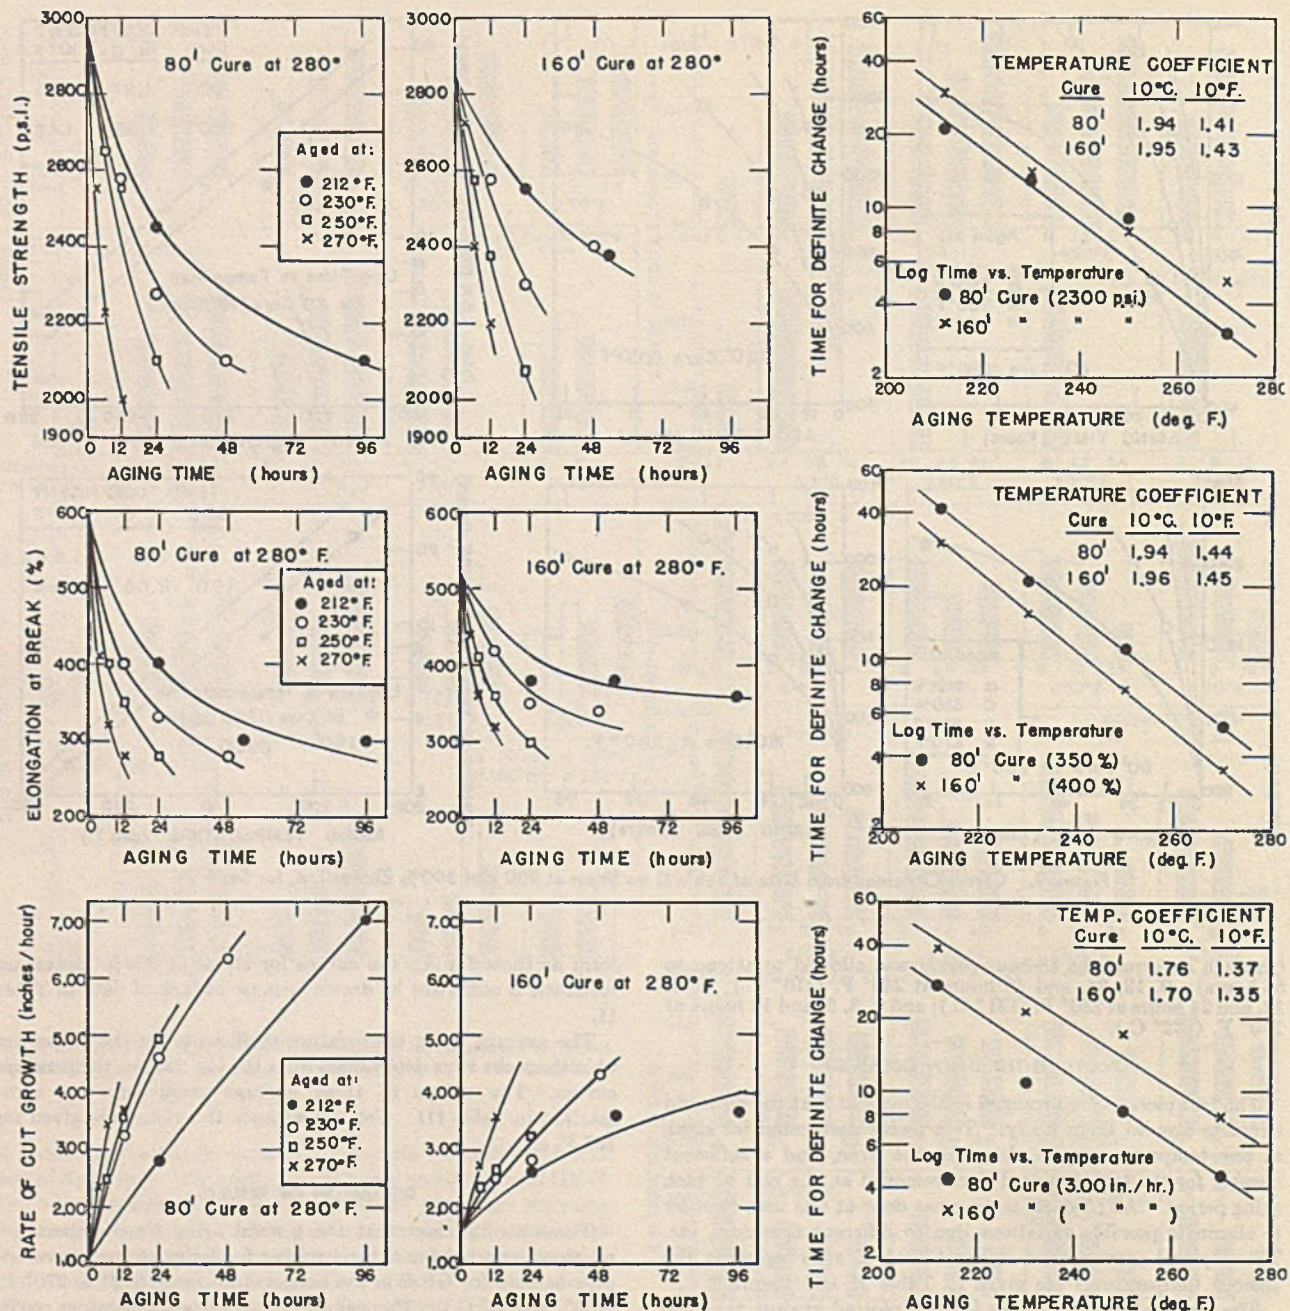 TENSILE STRENGTH (p.s.i.)
3000
2800
2600
2400
2200
2000
1900
80' Cure at 280°
Aged at:
212° F.
230° F.
250° F.
270° F.
0 12 24 48 72 96
AGING TIME (hours)
3000
2800
2600
2400
2200
2000
1900
160' Cure at 280°
0 12 24 48 72 96
AGING TIME (hours)
TIME FOR DEFINITE CHANGE (hours)
60
40
20
10
8
6
4
2
TEMPERATURE COEFFICIENT
Cure 10°C. 10°F.
80' 1.94 1.41
160' 1.95 1.43
Log Time vs. Temperature
80' Cure (2300 psi.)
× 160' " " "
200 220 240 260 280
AGING TEMPERATURE (deg. F.)
ELONGATION at BREAK (%)
600
500
400
300
200
80' Cure at 280° F.
Aged at:
212° F.
230° F.
250° F.
270° F.
0 12 24 48 72 96
AGING TIME (hours)
600
500
400
300
200
160' Cure at 280° F.
0 12 24 48 72 96
AGING TIME (hours)
TIME FOR DEFINITE CHANGE (hours)
60
40
20
10
8
6
4
2
TEMPERATURE COEFFICIENT
Cure 10°C. 10°F.
80' 1.94 1.44
160' 1.96 1.45
Log Time vs. Temperature
80' Cure (350%)
× 160' " (400%)
200 220 240 260 280
AGING TEMPERATURE (deg. F.)
RATE OF CUT GROWTH (inches/hour)
7.00
6.00
5.00
4.00
3.00
2.00
1.00
Aged at:
212° F.
230° F.
250° F.
270° F.
80' Cure at 280° F.
0 12 24 48 72 96
AGING TIME (hours)
7.00
6.00
5.00
4.00
3.00
2.00
1.00
160' Cure at 280° F.
0 12 24 48 72 96
AGING TIME (hours)
TIME FOR DEFINITE CHANGE (hours)
60
40
20
10
8
6
4
2
TEMP. COEFFICIENT
Cure 10°C. 10°F.
80' 1.76 1.37
160' 1.70 1.35
Log Time vs. Temperature
80' Cure (3.00 in./hr.)
× 160' " ( " " " )
200 220 240 260 280
AGING TEMPERATURE (deg. F.)